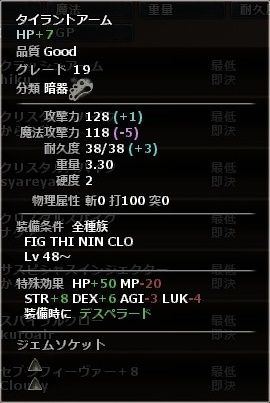 タイラントアーム
HP+7
品質 Good
グレード 19
分類 暗器
攻撃力 128 (+1)
魔法攻撃力 118 (-5)
耐久度 38/38 (+3)
重量 3.30
硬度 2
物理属性 斬0 打100 突0
装備条件 全種族
FIG THI NIN CLO
Lv 48～
特殊効果 HP+50 MP-20
STR+8 DEX+6 AGI-3 LUK-4
装備時に デスペラード
ジェムソケット